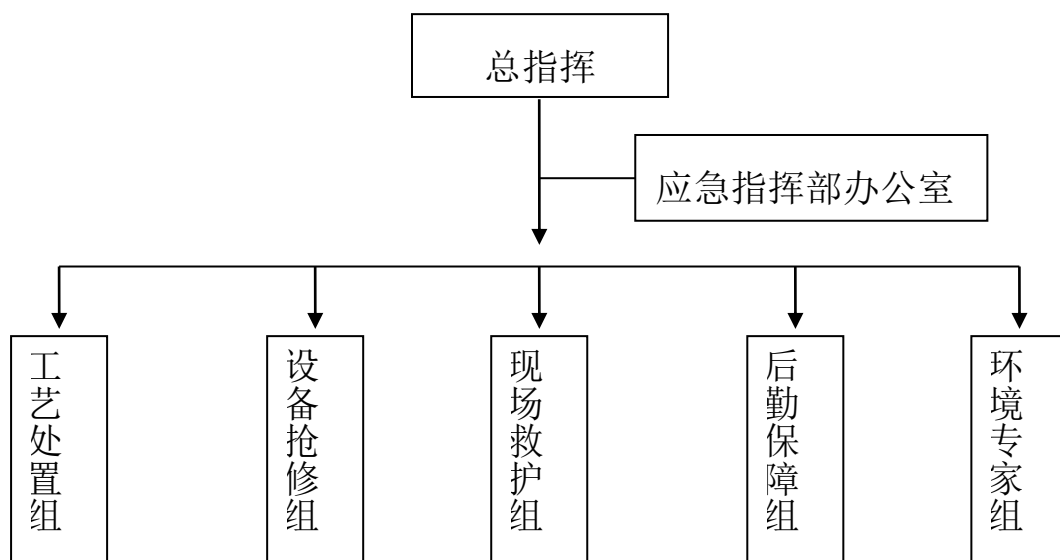 总指挥
应急指挥部办公室
工艺处置组
设备抢修组
现场救护组
后勤保障组
环境专家组